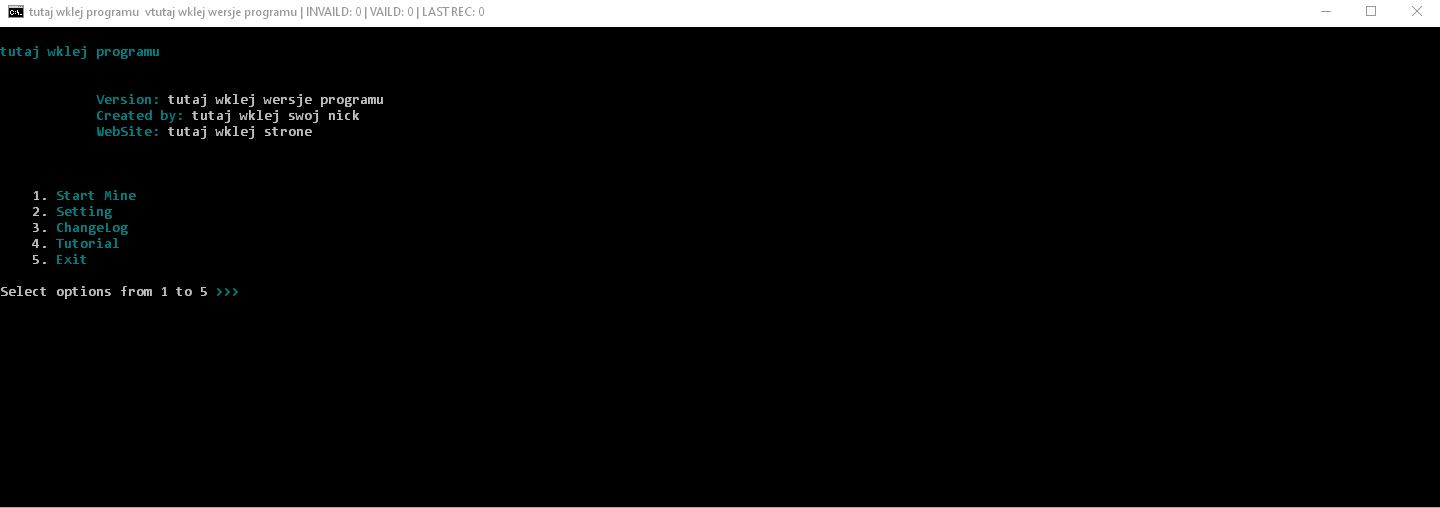 tutaj wklej programu vtutaj wklej wersje programu | INVAILD: 0 | VAILD: 0 | LAST REC: 0
tutaj wklej programu
Version: tutaj wklej wersje programu
Created by: tutaj wklej swoj nick
WebSite: tutaj wklej strone
1. Start Mine
2. Setting
3. ChangeLog
4. Tutorial
5. Exit
Select options from 1 to 5 >>>